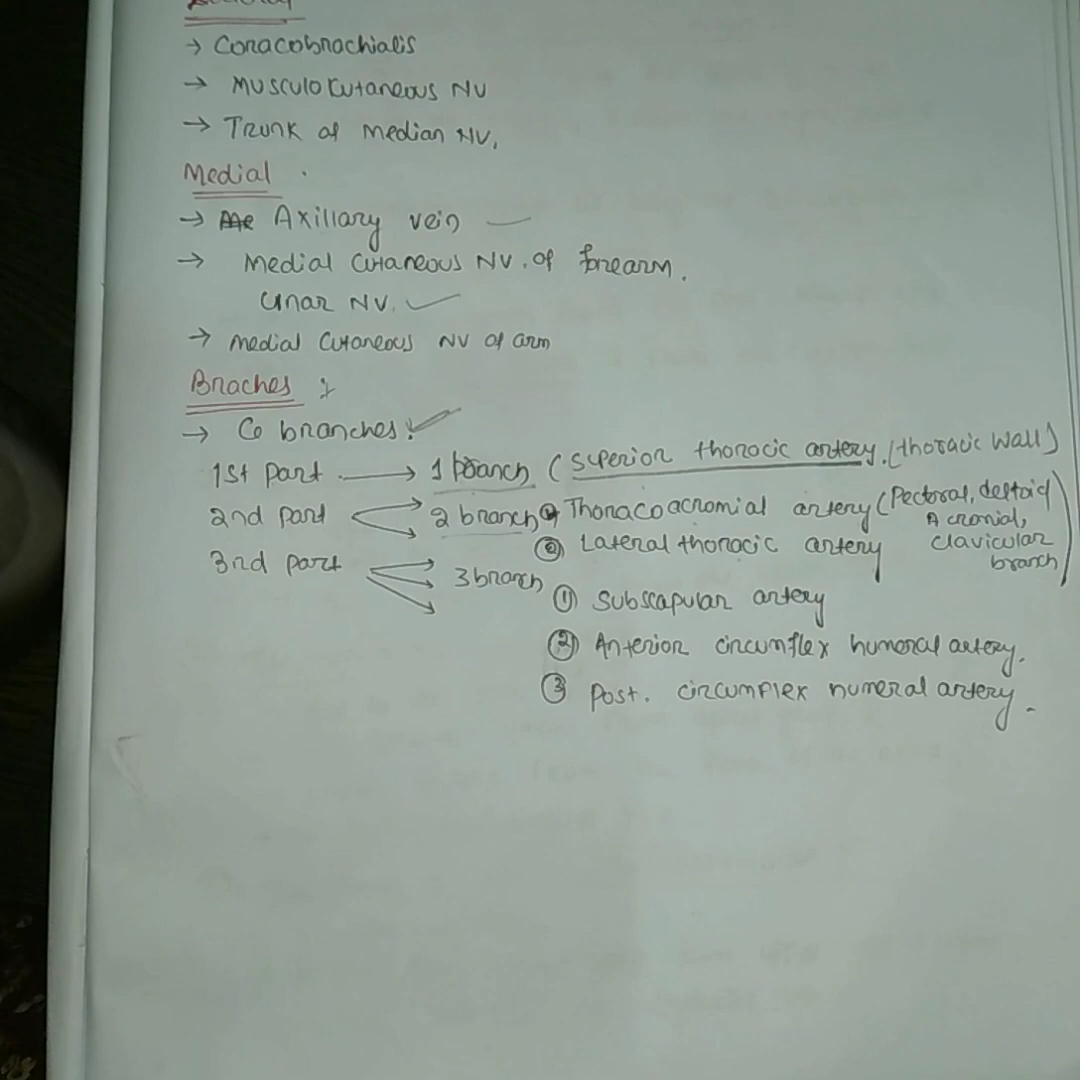 → Coracobrachialis
→ Musculo Cutaneous NV
→ Trunk of Median NV.
Medial
→ Axillary vein
→ Medial Cutaneous NV. of forearm.
Ulnar NV.
→ Medial Cutaneous NV of arm
Braches :
→ 6 branches.
1st part → 1 branch (Superior thoracic artery. [thoracic wall]
2nd part 2 branch ① Thoracoacromial artery (Pectoral, deltoid
Acromial,
② Lateral thoracic artery clavicular
branch)
3rd part 3 branch
① Subscapular artery
② Anterior circumflex humeral artery.
③ Post. circumplex humeral artery.